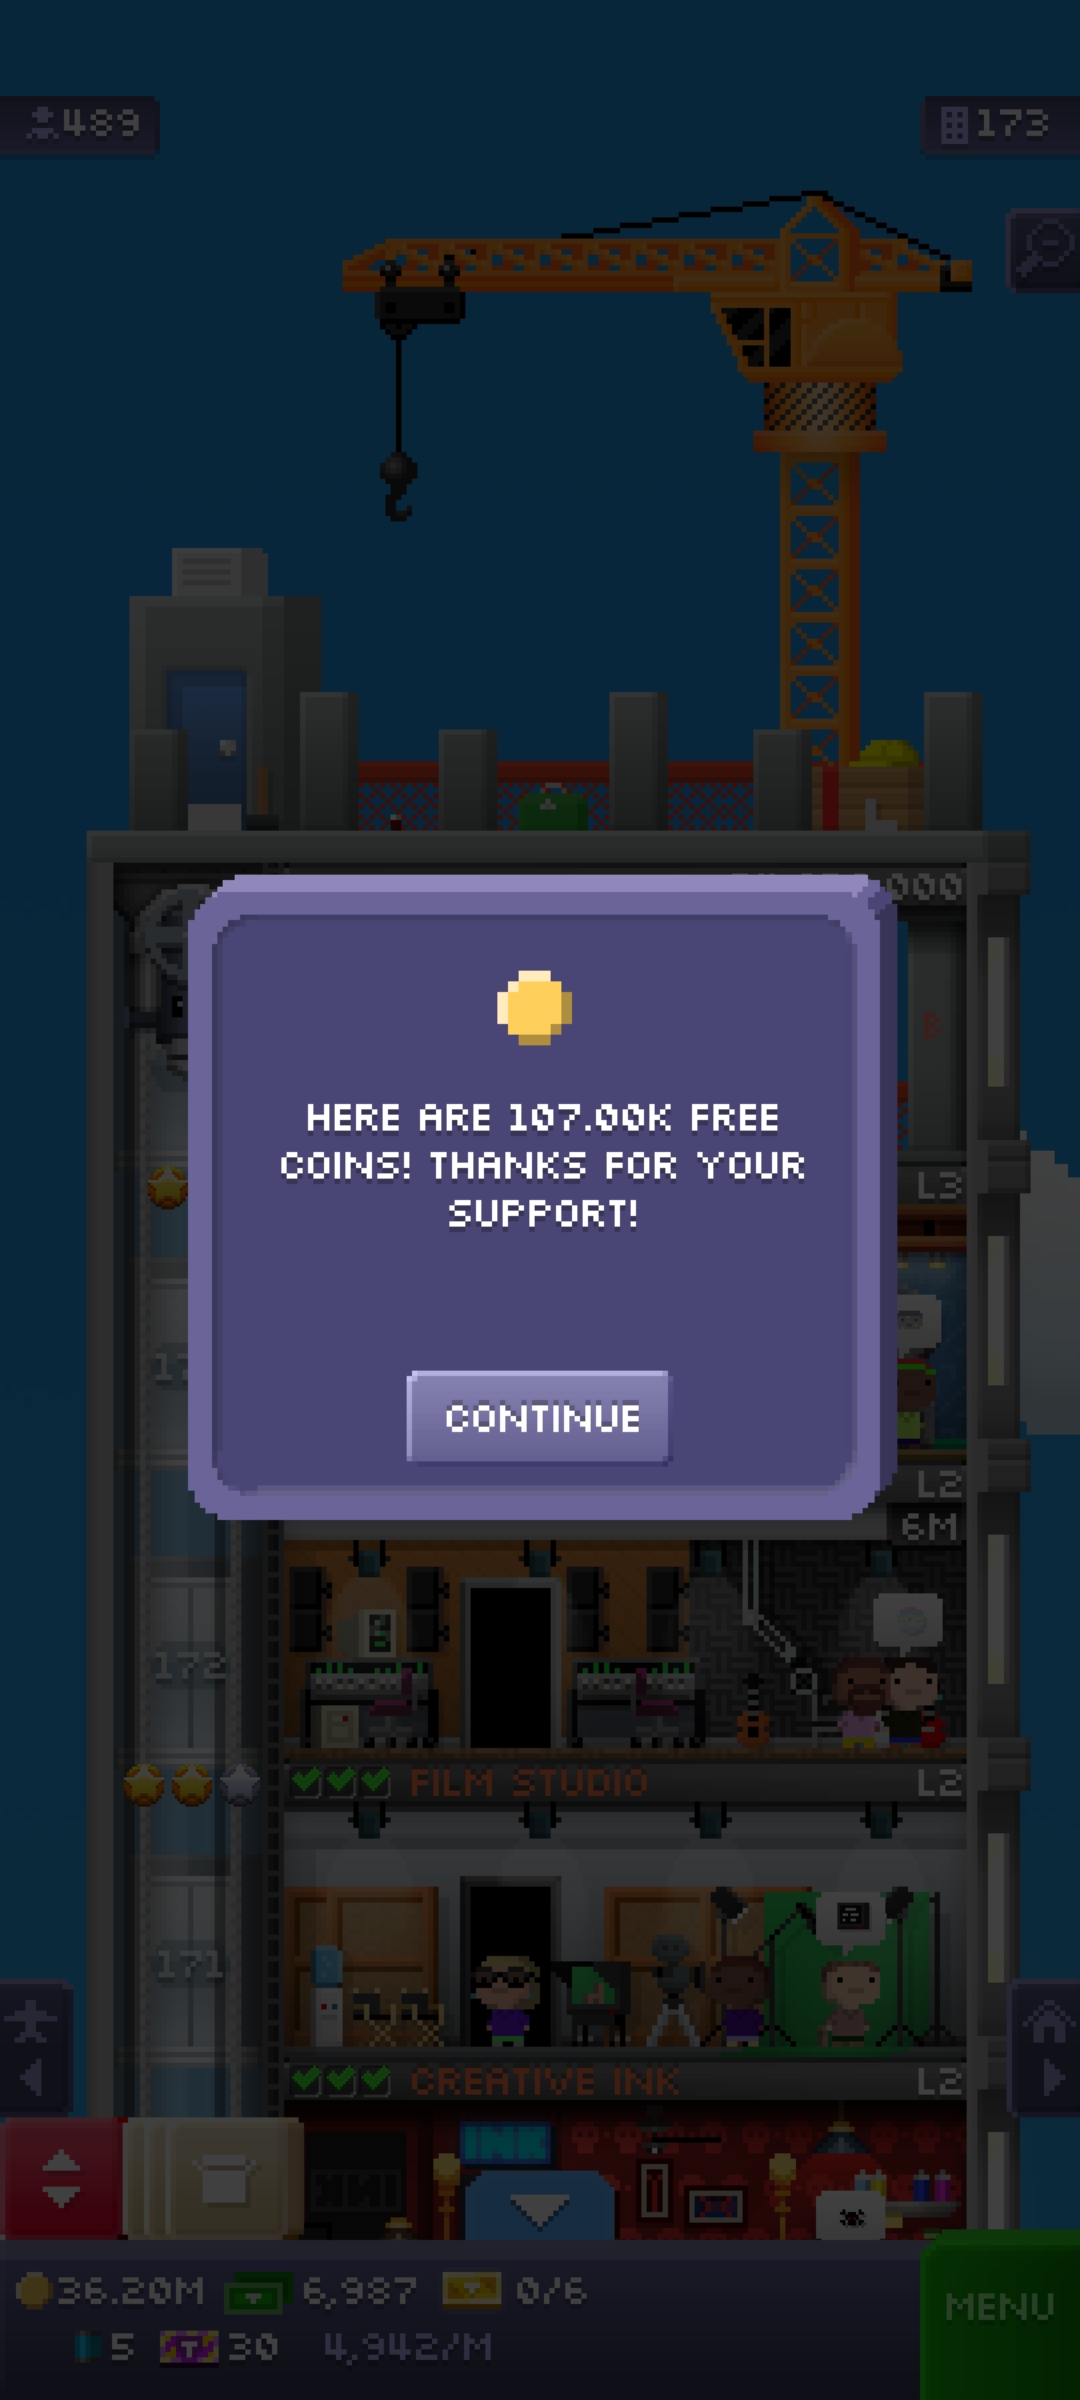 489
173
000
HERE ARE 107.00K FREE
COINS! THANKS FOR YOUR
SUPPORT!
CONTINUE
L3
L2
6M
172
FILM STUDIO
L2
171
CREATIVE INK
L2
INK
36.20M
6,987
0/6
MENU
5
T
30
4,942/M